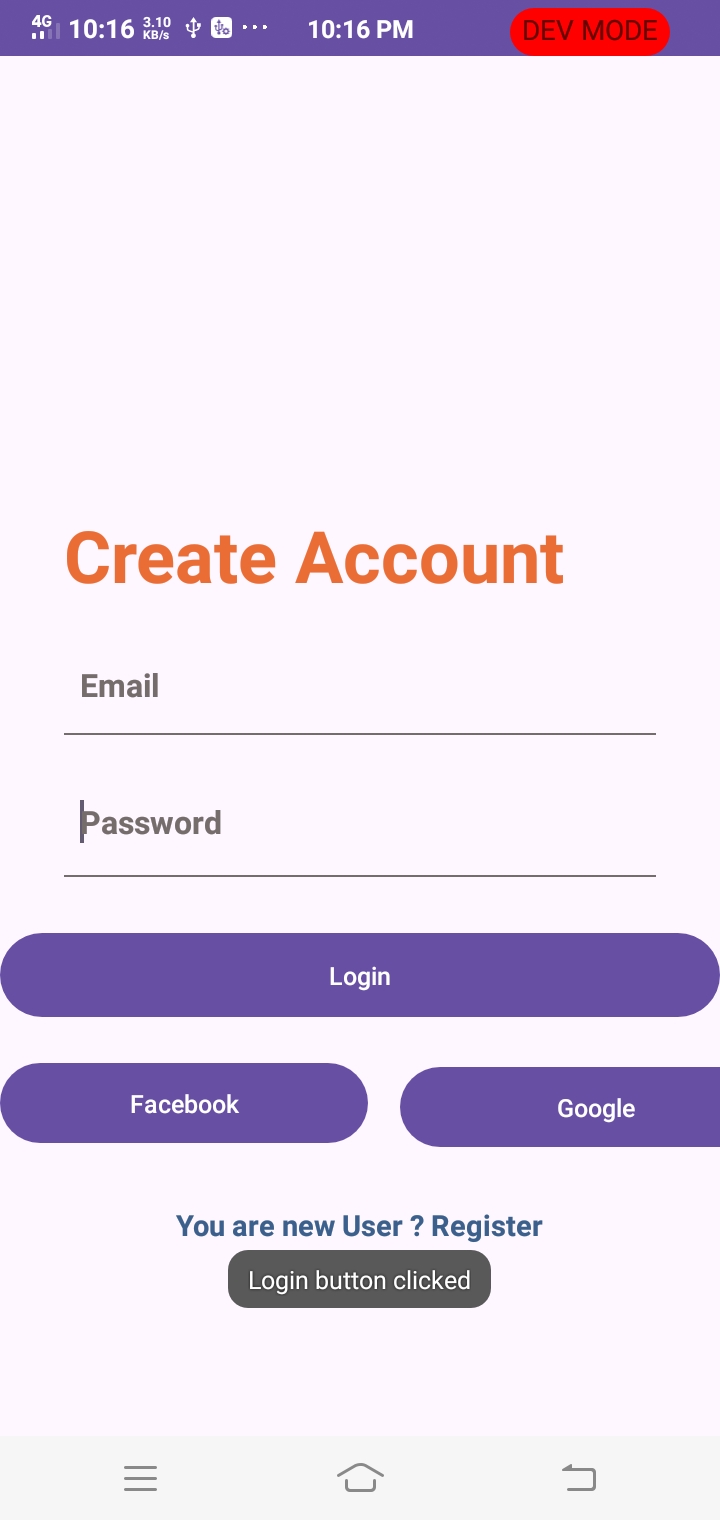 4G 10:16 3.10 KB/s ... 10:16 PM DEV MODE
Create Account
Email
Password
Login
Facebook Google
You are new User ? Register
Login button clicked